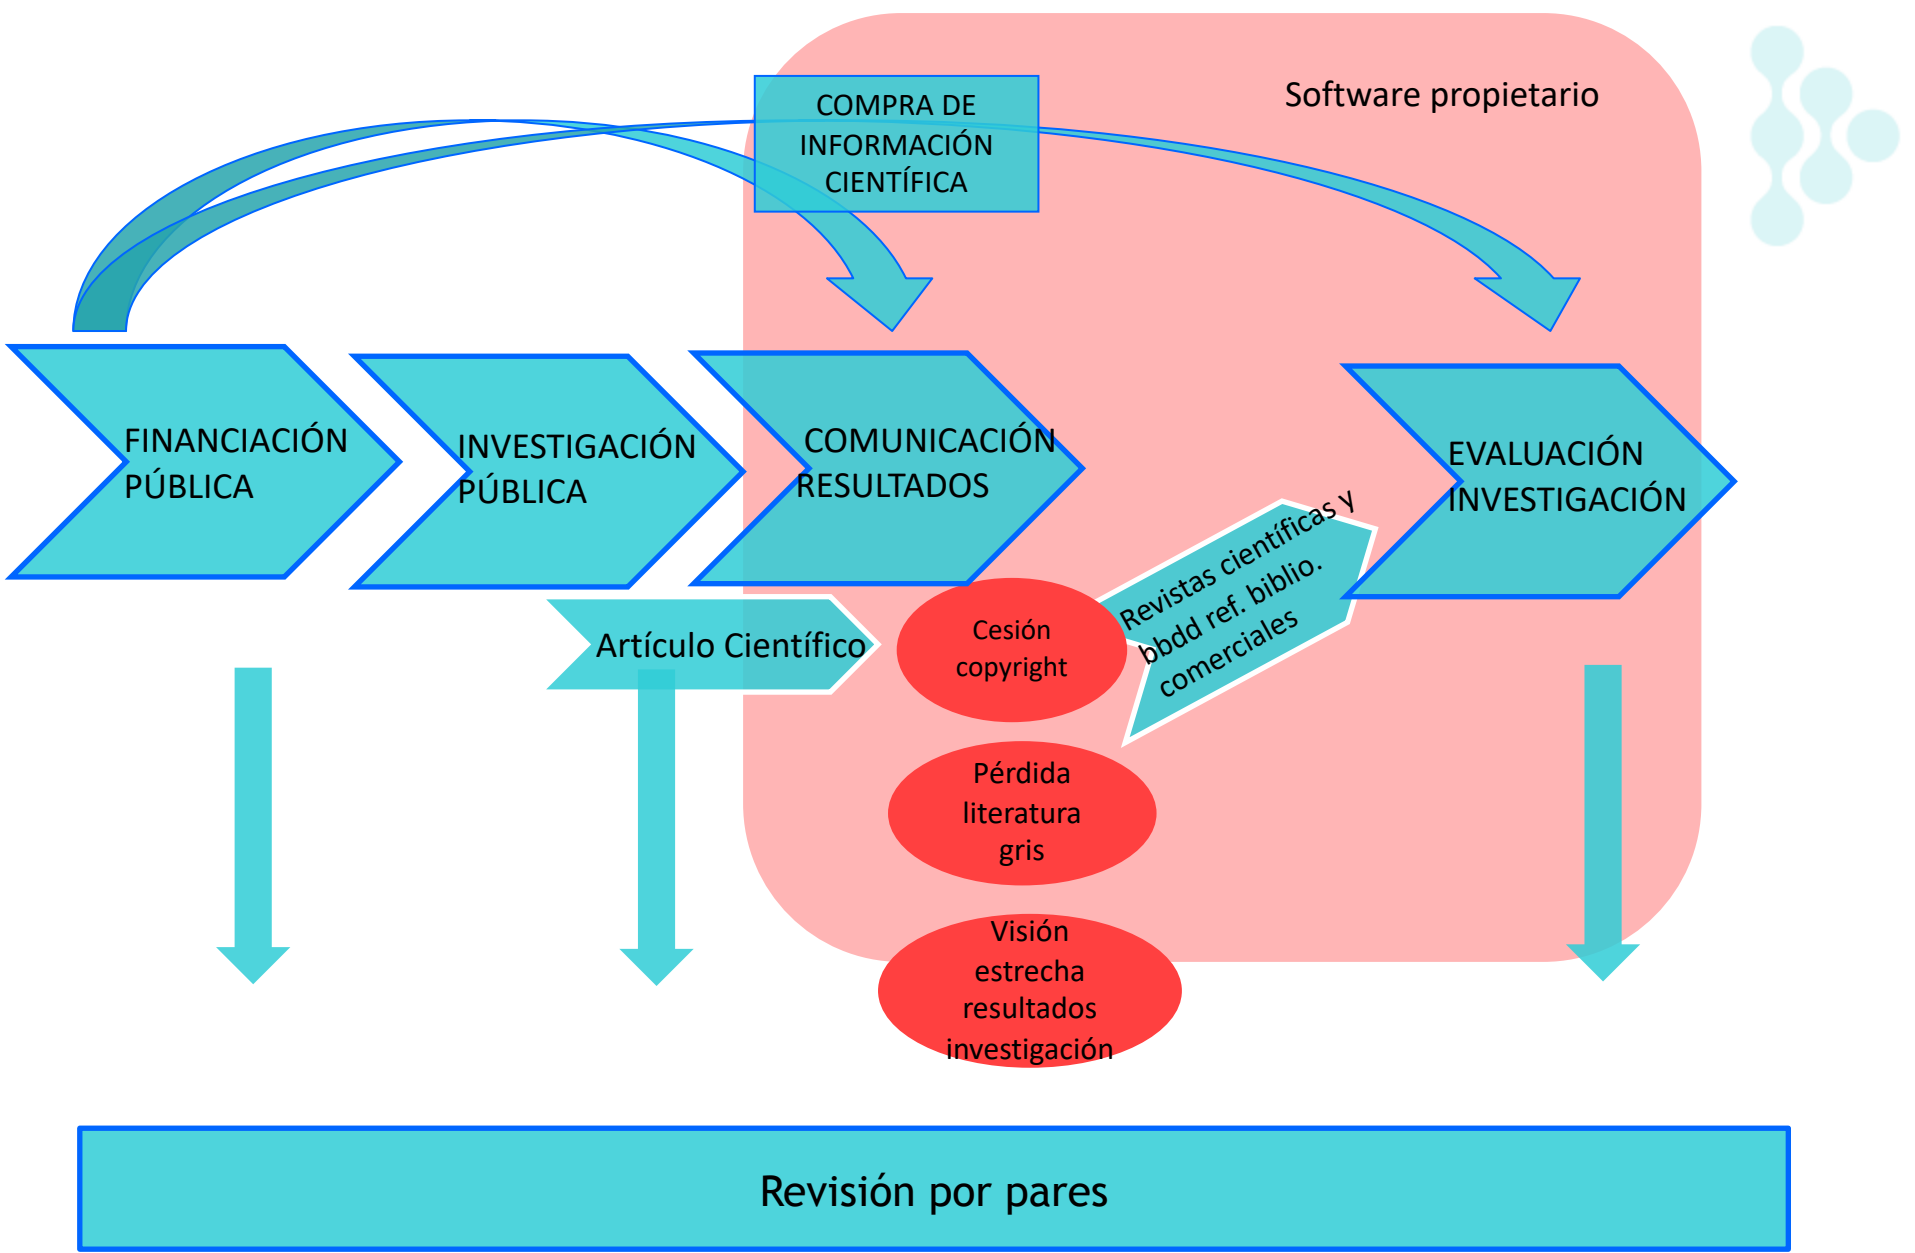 Software propietario
COMPRA DE
INFORMACIÓN
CIENTÍFICA
FINANCIACIÓN
PÚBLICA
INVESTIGACIÓN
PÚBLICA
COMUNICACIÓN
RESULTADOS
EVALUACIÓN
INVESTIGACIÓN
Artículo Científico
Cesión
copyright
Revistas científicas y
bbdd ref. biblio.
comerciales
Pérdida
literatura
gris
Visión
estrecha
resultados
investigación
Revisión por pares